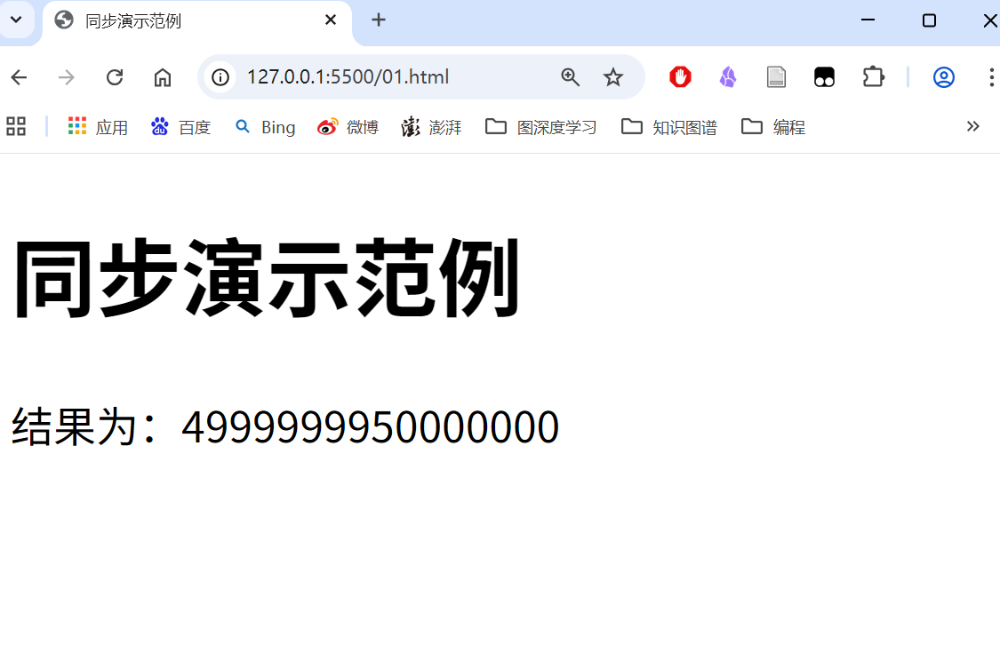 同步演示范例
127.0.0.1:5500/01.html
应用 百度 Bing 微博 澎湃 图深度学习 知识图谱 编程
同步演示范例
结果为：4999999950000000